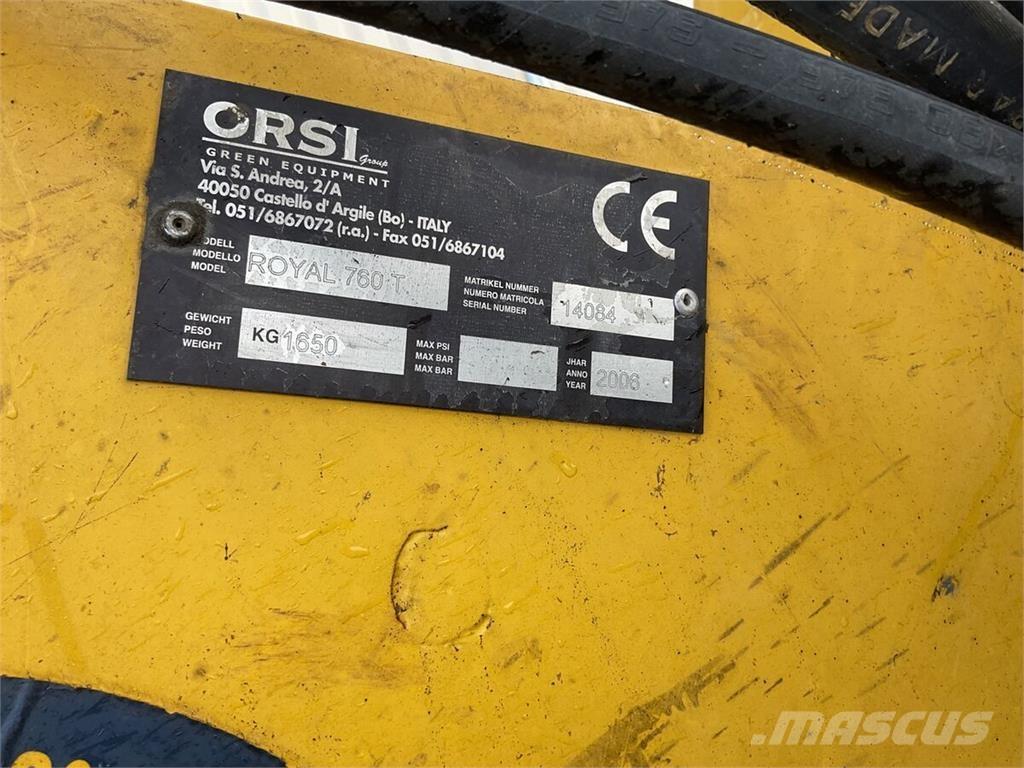 ORSI Group
GREEN EQUIPMENT
Via S. Andrea, 2/A
40050 Castello d' Argile (Bo) - ITALY
Tel. 051/6867072 (r.a.) - Fax 051/6867104
CE
MODELL
MODELLO
MODEL
ROYAL 760 T
MATRIKEL NUMMER
NUMERO MATRICOLA
SERIAL NUMBER
14084
GEWICHT
PESO
WEIGHT
KG 1650
MAX PSI
MAX BAR
MAX BAR
JHAR
ANNO
YEAR
2006
MADE
MASCUS